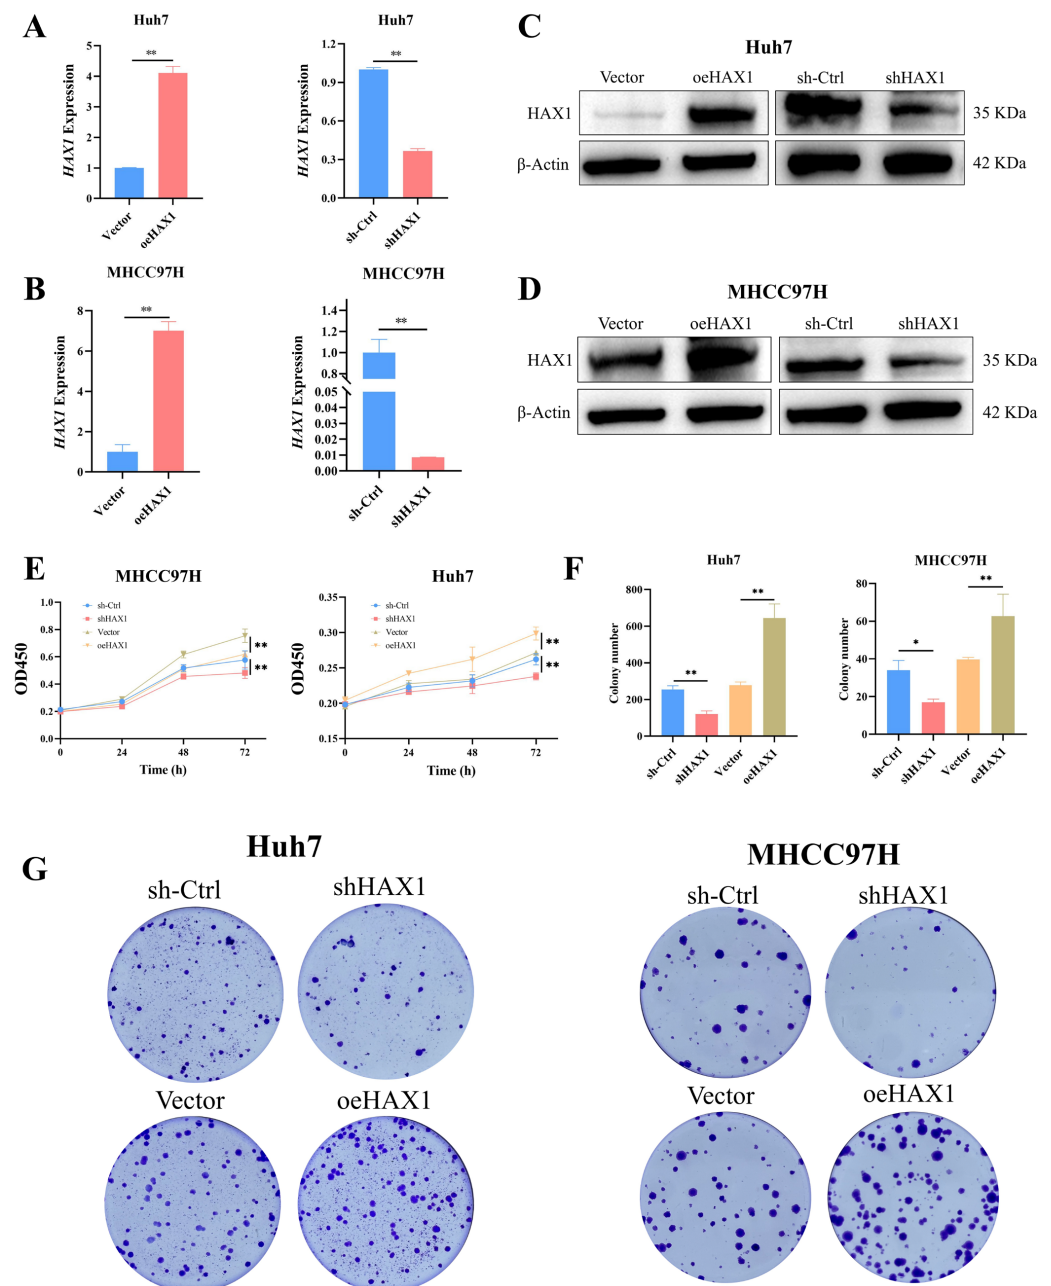 A
Huh7
HAX1 Expression
5
4
3
2
1
0
**
Vector
oeHAX1
Huh7
HAX1 Expression
1.2
0.9
0.6
0.3
0.0
**
sh-Ctrl
shHAX1
C
Huh7
Vector oeHAX1 sh-Ctrl shHAX1
HAX1 35 KDa
β-Actin 42 KDa
B
MHCC97H
HAX1 Expression
8
6
4
2
0
**
Vector
oeHAX1
MHCC97H
HAX1 Expression
1.4
1.2
1.0
0.8
0.05
0.04
0.03
0.02
0.01
0.00
**
sh-Ctrl
shHAX1
D
MHCC97H
Vector oeHAX1 sh-Ctrl shHAX1
HAX1 35 KDa
β-Actin 42 KDa
E
MHCC97H
OD450
1.0
0.8
0.6
0.4
0.2
0.0
sh-Ctrl
shHAX1
Vector
oeHAX1
**
**
0 24 48 72
Time (h)
Huh7
OD450
0.35
0.30
0.25
0.20
0.15
sh-Ctrl
shHAX1
Vector
oeHAX1
**
**
0 24 48 72
Time (h)
F
Huh7
Colony number
800
600
400
200
0
**
**
sh-Ctrl
shHAX1
Vector
oeHAX1
MHCC97H
Colony number
80
60
40
20
0
*
**
sh-Ctrl
shHAX1
Vector
oeHAX1
G
Huh7
sh-Ctrl shHAX1
Vector oeHAX1
MHCC97H
sh-Ctrl shHAX1
Vector oeHAX1